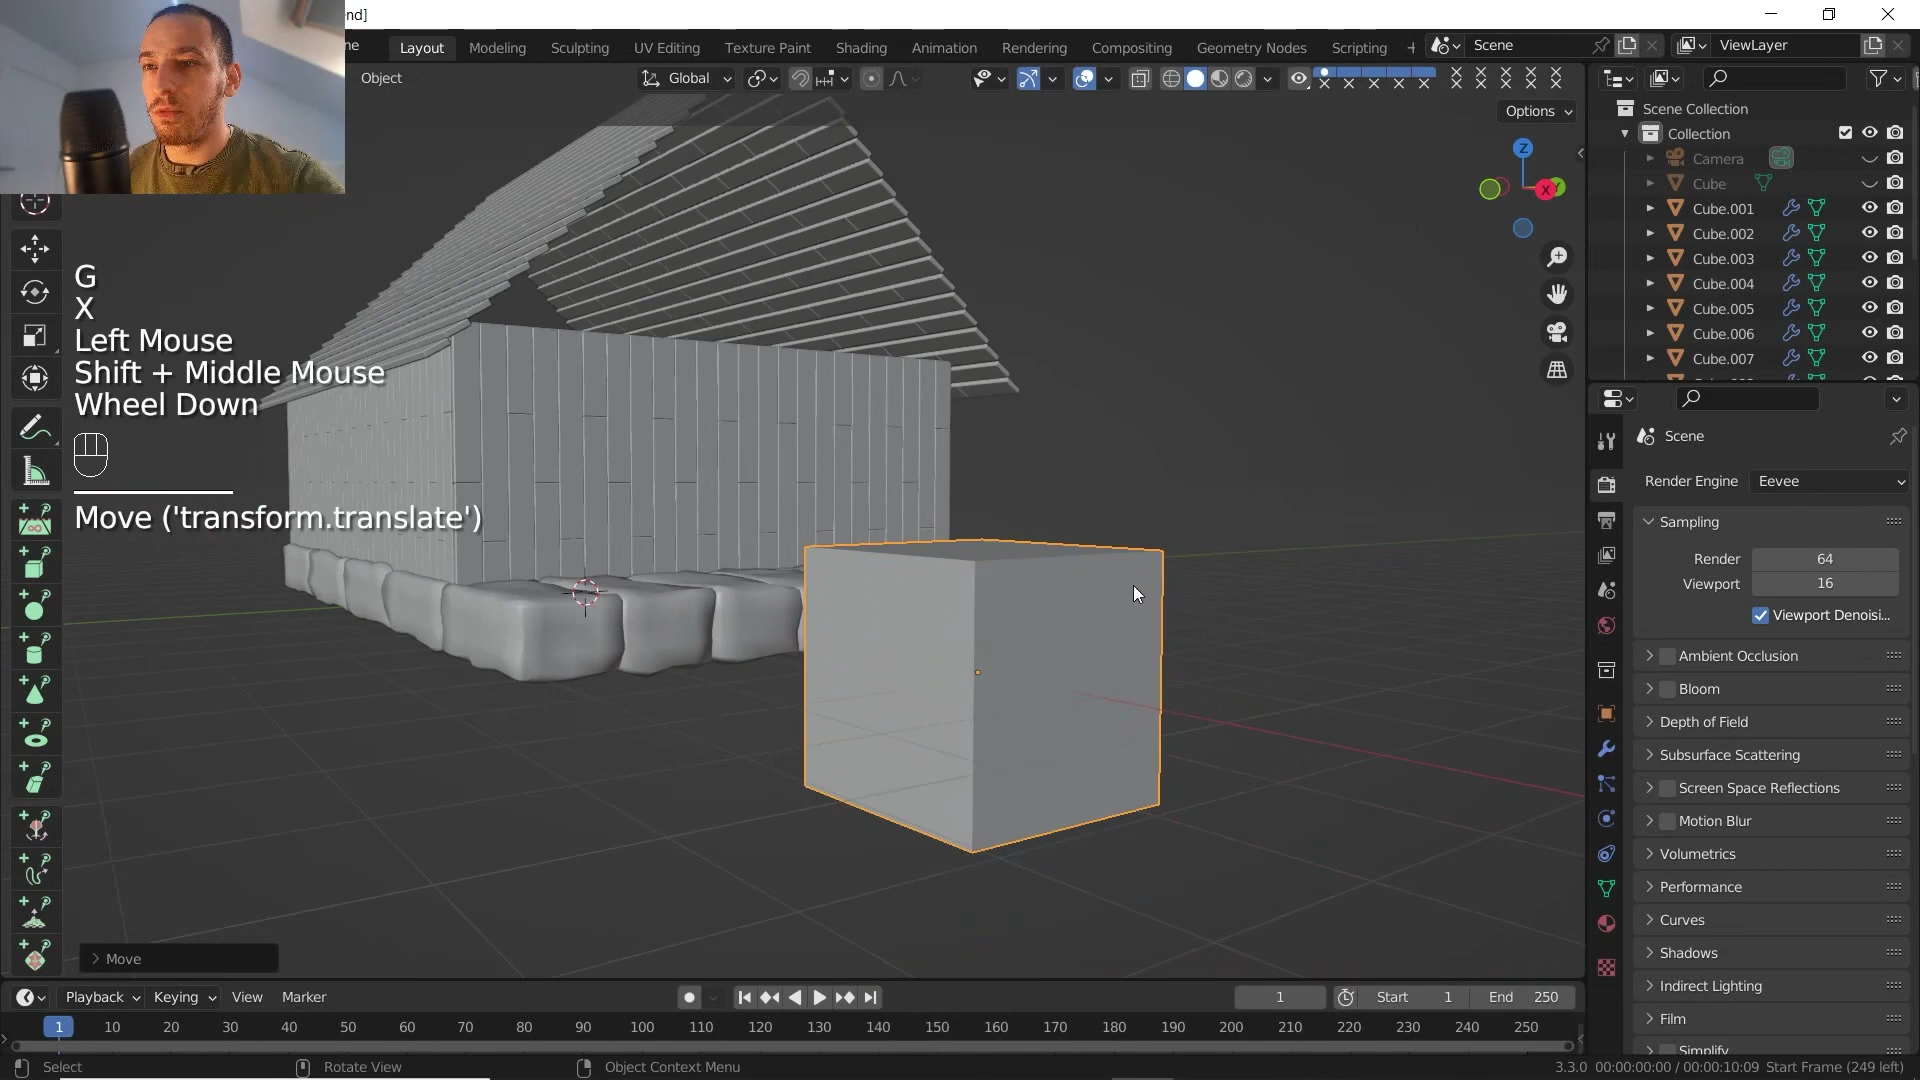 nd]
ne
Layout
Modeling
Sculpting
UV Editing
Texture Paint
Shading
Animation
Rendering
Compositing
Geometry Nodes
Scripting
Scene
ViewLayer
Object
Global
Options
Z
X
Scene Collection
Collection
Camera
Cube
Cube.001
Cube.002
Cube.003
Cube.004
Cube.005
Cube.006
Cube.007
G
X
Left Mouse
Shift + Middle Mouse
Wheel Down
Move ('transform.translate')
Scene
Render Engine Eevee
Sampling
Render 64
Viewport 16
Viewport Denoisi...
Ambient Occlusion
Bloom
Depth of Field
Subsurface Scattering
Screen Space Reflections
Motion Blur
Volumetrics
Performance
Curves
Shadows
Indirect Lighting
Film
Simplify
Move
Playback
Keying
View
Marker
1
Start 1
End 250
1 10 20 30 40 50 60 70 80 90 100 110 120 130 140 150 160 170 180 190 200 210 220 230 240 250
Select
Rotate View
Object Context Menu
3.3.0 00:00:00:00 / 00:00:10:09 Start Frame (249 left)